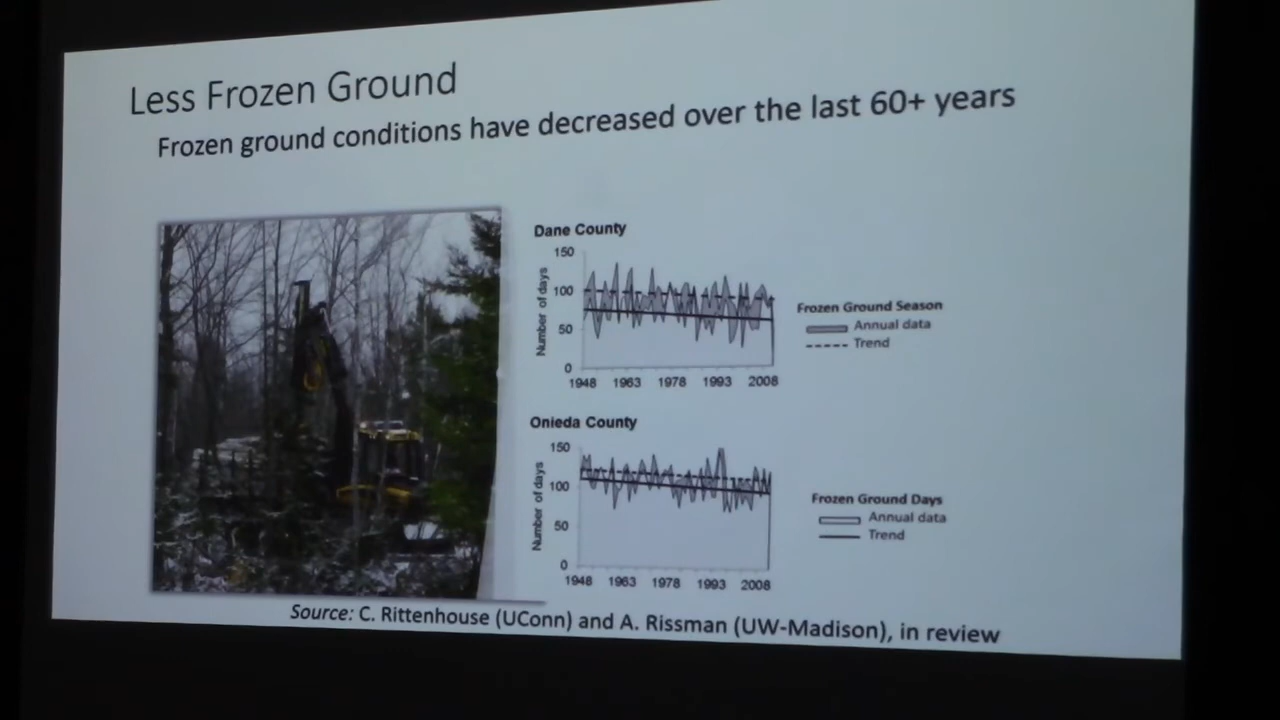 Less Frozen Ground
Frozen ground conditions have decreased over the last 60+ years
Dane County
150
100
50
0
Number of days
1948 1963 1978 1993 2008
Frozen Ground Season
Annual data
Trend
Onieda County
150
100
50
0
Number of days
1948 1963 1978 1993 2008
Frozen Ground Days
Annual data
Trend
Source: C. Rittenhouse (UConn) and A. Rissman (UW-Madison), in review